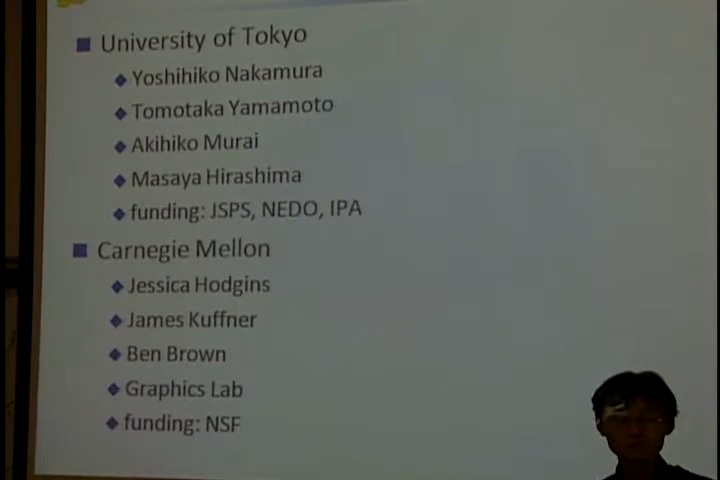 University of Tokyo
Yoshihiko Nakamura
Tomotaka Yamamoto
Akihiko Murai
Masaya Hirashima
funding: JSPS, NEDO, IPA
Carnegie Mellon
Jessica Hodgins
James Kuffner
Ben Brown
Graphics Lab
funding: NSF